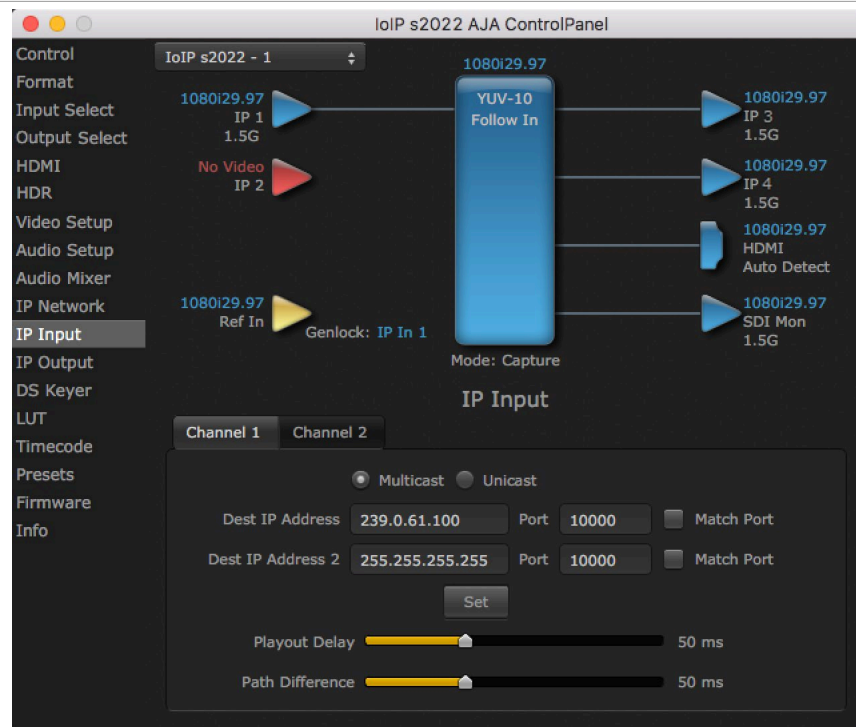 IoIP s2022 AJA ControlPanel
Control
Format
Input Select
Output Select
HDMI
HDR
Video Setup
Audio Setup
Audio Mixer
IP Network
IP Input
IP Output
DS Keyer
LUT
Timecode
Presets
Firmware
Info
IoIP s2022 - 1
1080i29.97
IP 1
1.5G
No Video
IP 2
1080i29.97
Ref In
Genlock: IP In 1
1080i29.97
YUV-10
Follow In
Mode: Capture
1080i29.97
IP 3
1.5G
1080i29.97
IP 4
1.5G
1080i29.97
HDMI
Auto Detect
1080i29.97
SDI Mon
1.5G
IP Input
Channel 1 Channel 2
Multicast Unicast
Dest IP Address 239.0.61.100 Port 10000 Match Port
Dest IP Address 2 255.255.255.255 Port 10000 Match Port
Set
Playout Delay 50 ms
Path Difference 50 ms